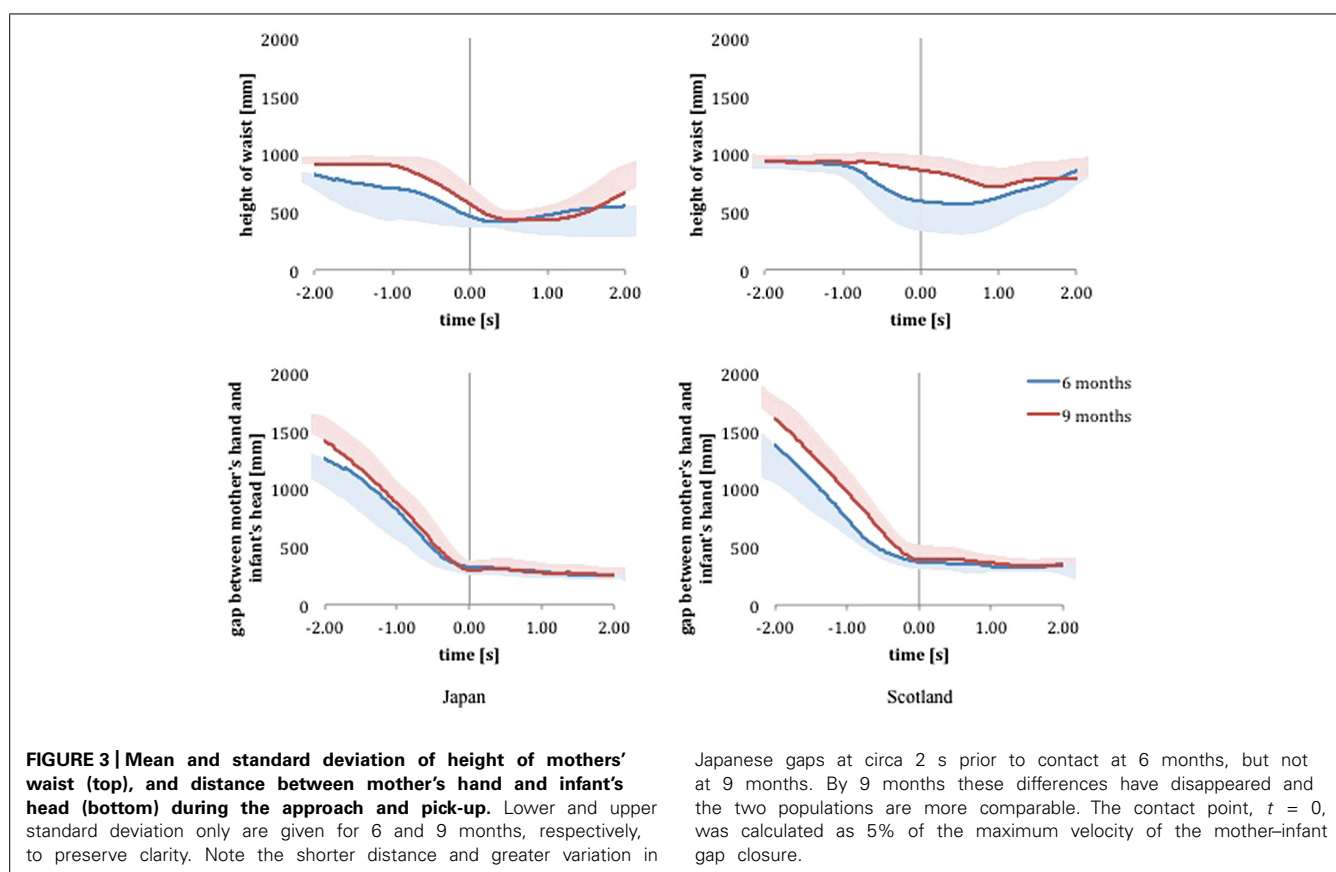 2000
1500
1000
500
0
height of waist [mm]
-2.00 -1.00 0.00 1.00 2.00
time [s]
2000
1500
1000
500
0
height of waist [mm]
-2.00 -1.00 0.00 1.00 2.00
time [s]
2000
1500
1000
500
0
gap between mother's hand and
infant's head [mm]
-2.00 -1.00 0.00 1.00 2.00
time [s]
Japan
2000
1500
1000
500
0
gap between mother's hand and
infant's hand [mm]
-2.00 -1.00 0.00 1.00 2.00
time [s]
Scotland
6 months
9 months
FIGURE 3 | Mean and standard deviation of height of mothers'
waist (top), and distance between mother's hand and infant's
head (bottom) during the approach and pick-up. Lower and upper
standard deviation only are given for 6 and 9 months, respectively,
to preserve clarity. Note the shorter distance and greater variation in
Japanese gaps at circa 2 s prior to contact at 6 months, but not
at 9 months. By 9 months these differences have disappeared and
the two populations are more comparable. The contact point, t = 0,
was calculated as 5% of the maximum velocity of the mother–infant
gap closure.